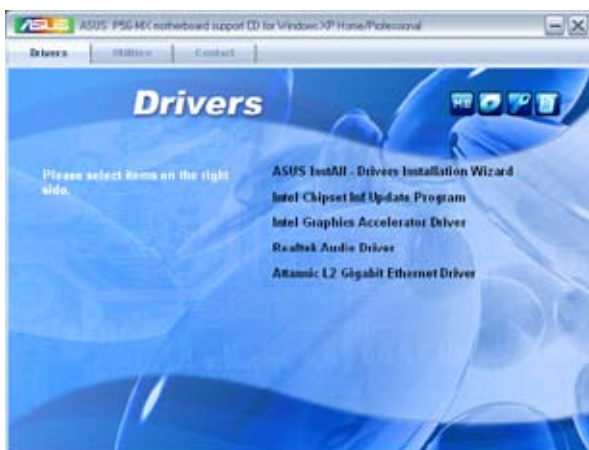 ASUS ASUS P5G-MX motherboard support CD for Windows XP Home/Professional
Drivers Utilities Contact
Drivers
Please select items on the right
side.
ASUS InstAll - Drivers Installation Wizard
Intel Chipset Inf Update Program
Intel Graphics Accelerator Driver
Realtek Audio Driver
Attansic L2 Gigabit Ethernet Driver